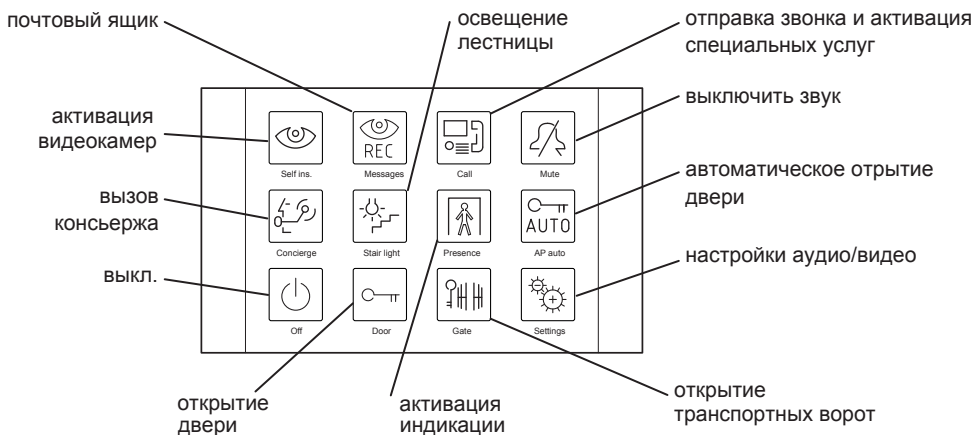 почтовый ящик
освещение
лестницы
отправка звонка и активация
специальных услуг
активация
видеокамер
выключить звук
вызов
консьержа
автоматическое отрытие
двери
выкл.
настройки аудио/видео
REC
Self ins.
Messages
Call
Mute
AUTO
Concierge
Stair light
Presence
AP auto
Off
Door
Gate
Settings
открытие
двери
активация
индикации
открытие
транспортных ворот